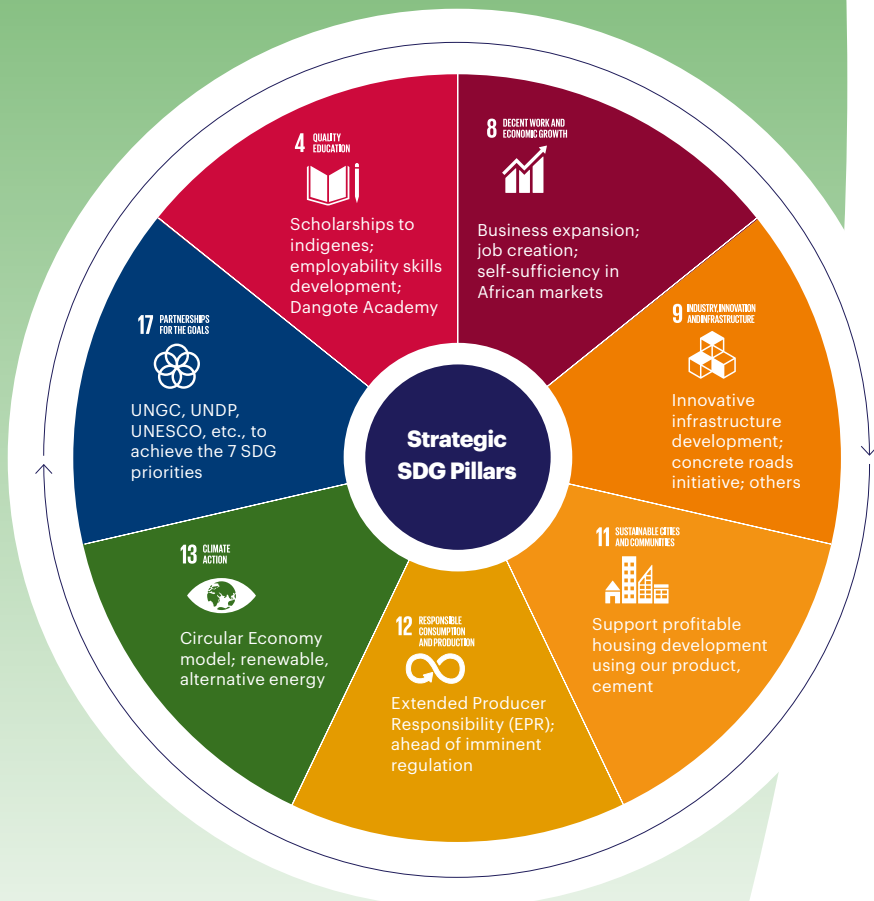 Strategic
SDG Pillars
4 QUALITY
EDUCATION
Scholarships to
indigenes;
employability skills
development;
Dangote Academy
8 DECENT WORK AND
ECONOMIC GROWTH
Business expansion;
job creation;
self-sufficiency in
African markets
9 INDUSTRY, INNOVATION
AND INFRASTRUCTURE
Innovative
infrastructure
development;
concrete roads
initiative; others
11 SUSTAINABLE CITIES
AND COMMUNITIES
Support profitable
housing development
using our product,
cement
12 RESPONSIBLE
CONSUMPTION
AND PRODUCTION
Extended Producer
Responsibility (EPR);
ahead of imminent
regulation
13 CLIMATE
ACTION
Circular Economy
model; renewable,
alternative energy
17 PARTNERSHIPS
FOR THE GOALS
UNGC, UNDP,
UNESCO, etc., to
achieve the 7 SDG
priorities